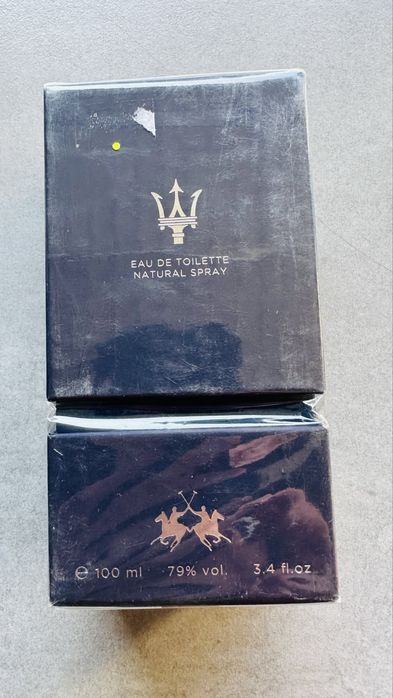 EAU DE TOILETTE
NATURAL SPRAY
℮ 100 ml 79% vol. 3.4 fl.oz